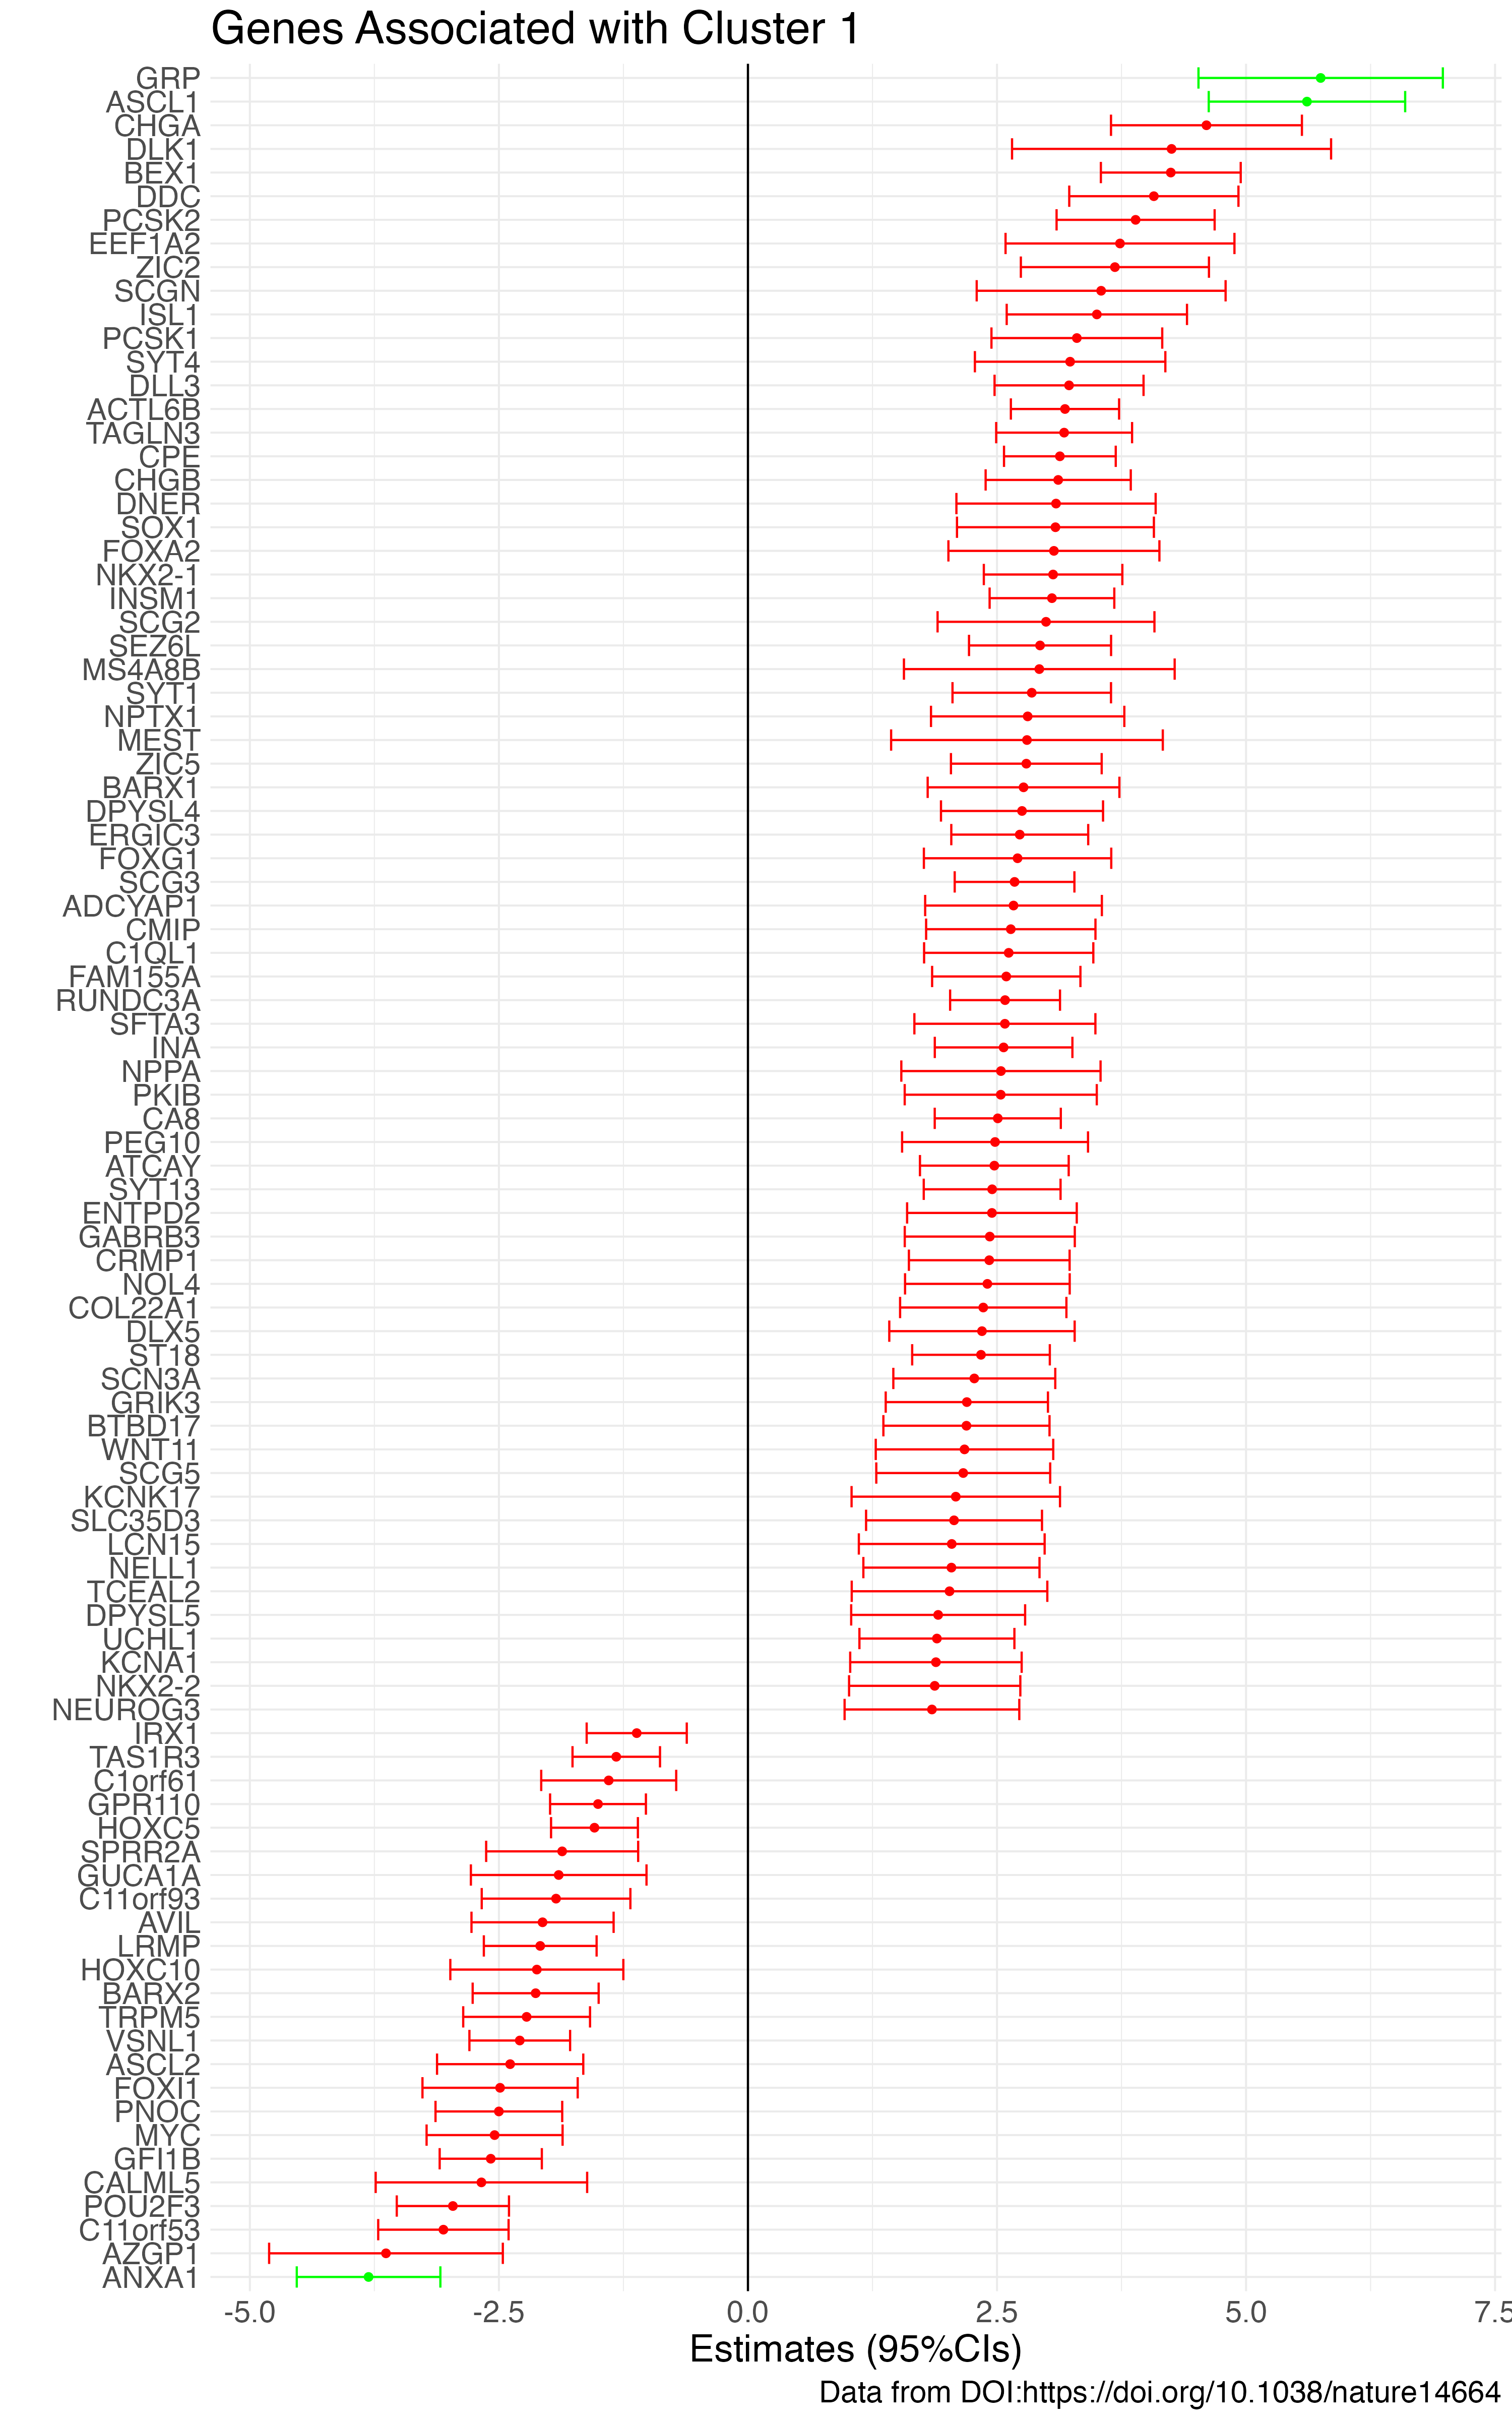 Genes Associated with Cluster 1
GRP
ASCL1
CHGA
DLK1
BEX1
DDC
PCSK2
EEF1A2
ZIC2
SCGN
ISL1
PCSK1
SYT4
DLL3
ACTL6B
TAGLN3
CPE
CHGB
DNER
SOX1
FOXA2
NKX2-1
INSM1
SCG2
SEZ6L
MS4A8B
SYT1
NPTX1
MEST
ZIC5
BARX1
DPYSL4
ERGIC3
FOXG1
SCG3
ADCYAP1
CMIP
C1QL1
FAM155A
RUNDC3A
SFTA3
INA
NPPA
PKIB
CA8
PEG10
ATCAY
SYT13
ENTPD2
GABRB3
CRMP1
NOL4
COL22A1
DLX5
ST18
SCN3A
GRIK3
BTBD17
WNT11
SCG5
KCNK17
SLC35D3
LCN15
NELL1
TCEAL2
DPYSL5
UCHL1
KCNA1
NKX2-2
NEUROG3
IRX1
TAS1R3
C1orf61
GPR110
HOXC5
SPRR2A
GUCA1A
C11orf93
AVIL
LRMP
HOXC10
BARX2
TRPM5
VSNL1
ASCL2
FOXI1
PNOC
MYC
GFI1B
CALML5
POU2F3
C11orf53
AZGP1
ANXA1
-5.0 -2.5 0.0 2.5 5.0 7.5
Estimates (95%CIs)
Data from DOI:https://doi.org/10.1038/nature14664